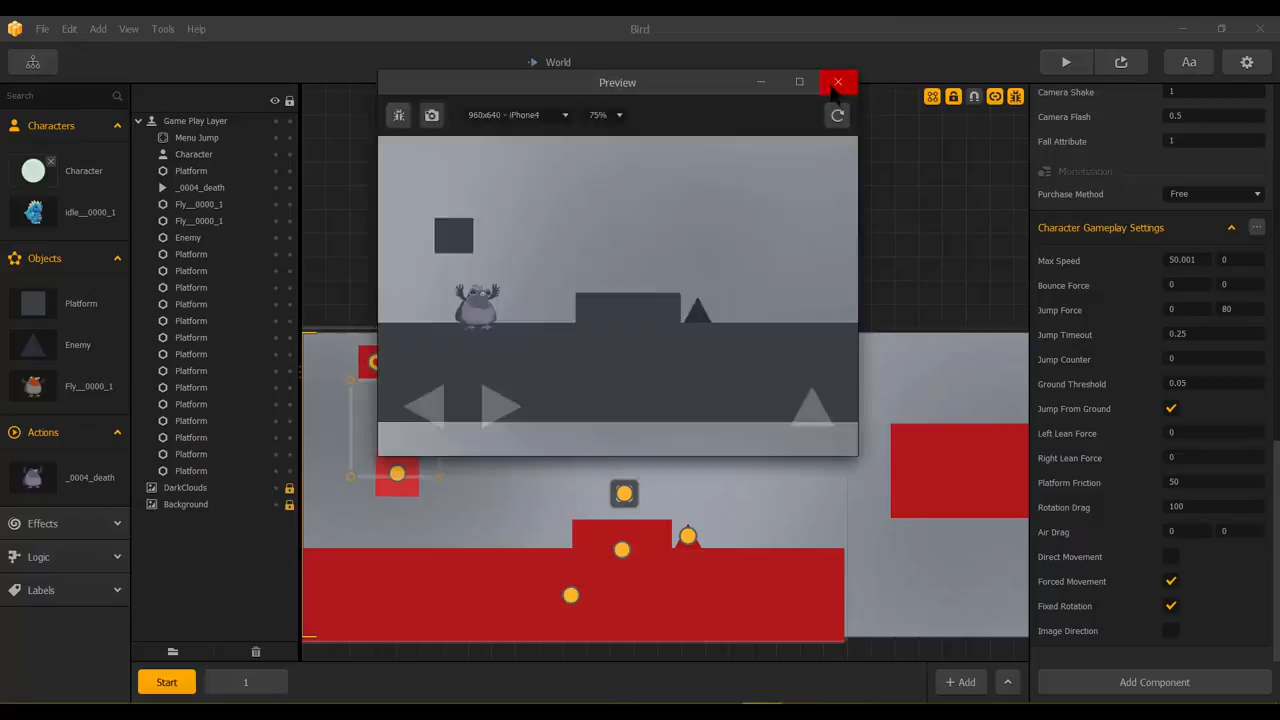 File Edit Add View Tools Help
Bird
World
Aa
Search
Characters
Character
Idle__0000_1
Objects
Platform
Enemy
Fly__0000_1
Actions
_0004_death
Effects
Logic
Labels
Game Play Layer
Menu Jump
Character
Platform
_0004_death
Fly__0000_1
Fly__0000_1
Enemy
Platform
Platform
Platform
Platform
Platform
Platform
Platform
Platform
Platform
Platform
Platform
Platform
Platform
Platform
DarkClouds
Background
Preview
960x640 - iPhone4
75%
Camera Shake 1
Camera Flash 0.5
Fall Attribute 1
Monetization
Purchase Method Free
Character Gameplay Settings
Max Speed 50.001 0
Bounce Force 0 0
Jump Force 0 80
Jump Timeout 0.25
Jump Counter 0
Ground Threshold 0.05
Jump From Ground
Left Lean Force 0
Right Lean Force 0
Platform Friction 50
Rotation Drag 100
Air Drag 0 0
Direct Movement
Forced Movement
Fixed Rotation
Image Direction
Start 1
+ Add
Add Component